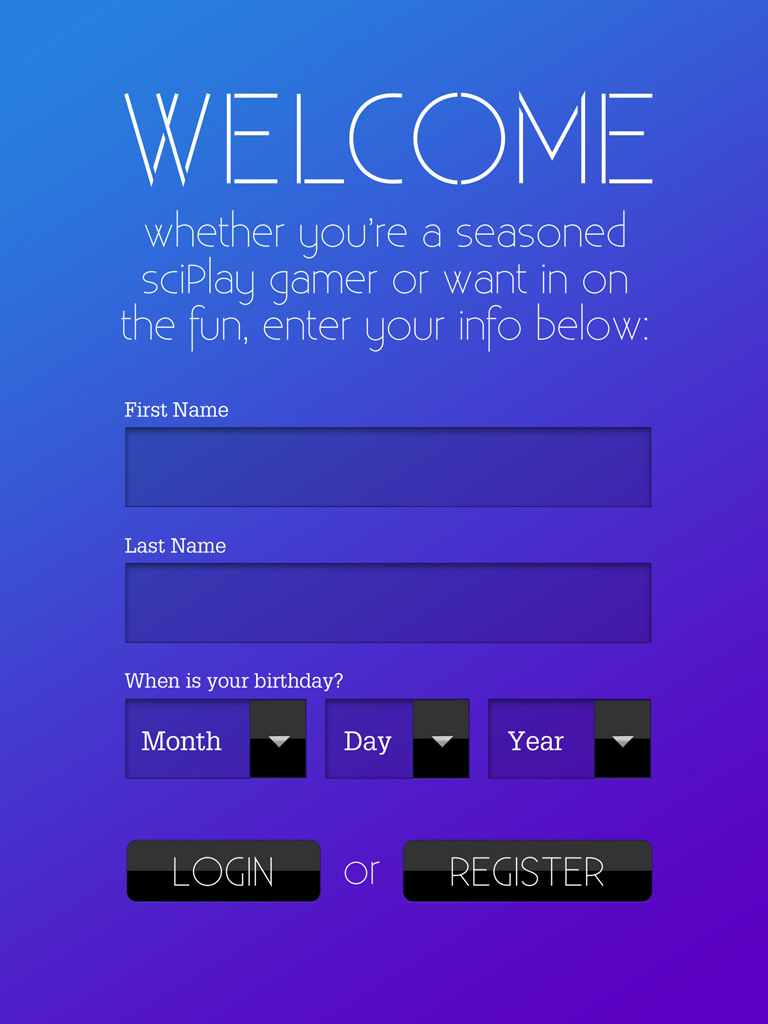 WELCOME
whether you're a seasoned
sciPlay gamer or want in on
the fun, enter your info below:
First Name
Last Name
When is your birthday?
Month Day Year
LOGIN or REGISTER